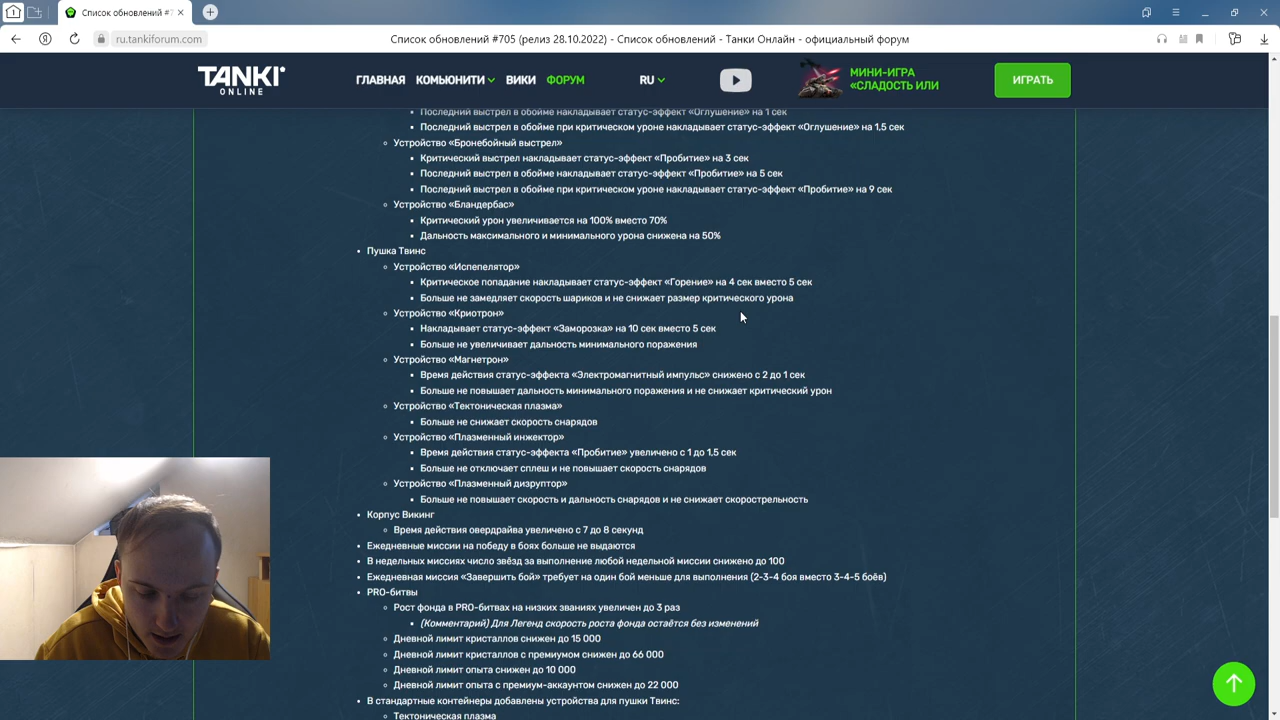 Список обновлений #7
ru.tankiforum.com
Список обновлений #705 (релиз 28.10.2022) - Список обновлений - Танки Онлайн - официальный форум
TANKI ONLINE
ГЛАВНАЯ
КОМЬЮНИТИ
ВИКИ
ФОРУМ
RU
МИНИ-ИГРА
«СЛАДОСТЬ ИЛИ
ИГРАТЬ
Последний выстрел в обойме накладывает статус-эффект «Оглушение» на 1 сек
Последний выстрел в обойме при критическом уроне накладывает статус-эффект «Оглушение» на 1,5 сек
Устройство «Бронебойный выстрел»
Критический выстрел накладывает статус-эффект «Пробитие» на 3 сек
Последний выстрел в обойме накладывает статус-эффект «Пробитие» на 5 сек
Последний выстрел в обойме при критическом уроне накладывает статус-эффект «Пробитие» на 9 сек
Устройство «Бландербас»
Критический урон увеличивается на 100% вместо 70%
Дальность максимального и минимального урона снижена на 50%
Пушка Твинс
Устройство «Испепелятор»
Критическое попадание накладывает статус-эффект «Горение» на 4 сек вместо 5 сек
Больше не замедляет скорость шариков и не снижает размер критического урона
Устройство «Криотрон»
Накладывает статус-эффект «Заморозка» на 10 сек вместо 5 сек
Больше не увеличивает дальность минимального поражения
Устройство «Магнетрон»
Время действия статус-эффекта «Электромагнитный импульс» снижено с 2 до 1 сек
Больше не повышает дальность минимального поражения и не снижает критический урон
Устройство «Тектоническая плазма»
Больше не снижает скорость снарядов
Устройство «Плазменный инжектор»
Время действия статус-эффекта «Пробитие» увеличено с 1 до 1,5 сек
Больше не отключает сплеш и не повышает скорость снарядов
Устройство «Плазменный дизруптор»
Больше не повышает скорость и дальность снарядов и не снижает скорострельность
Корпус Викинг
Время действия овердрайва увеличено с 7 до 8 секунд
Ежедневные миссии на победу в боях больше не выдаются
В недельных миссиях число звёзд за выполнение любой недельной миссии снижено до 100
Ежедневная миссия «Завершить бой» требует на один бой меньше для выполнения (2-3-4 боя вместо 3-4-5 боёв)
PRO-битвы
Рост фонда в PRO-битвах на низких званиях увеличен до 3 раз
(Комментарий) Для Легенд скорость роста фонда остаётся без изменений
Дневной лимит кристаллов снижен до 15 000
Дневной лимит кристаллов с премиумом снижен до 66 000
Дневной лимит опыта снижен до 10 000
Дневной лимит опыта с премиум-аккаунтом снижен до 22 000
В стандартные контейнеры добавлены устройства для пушки Твинс:
Тектоническая плазма